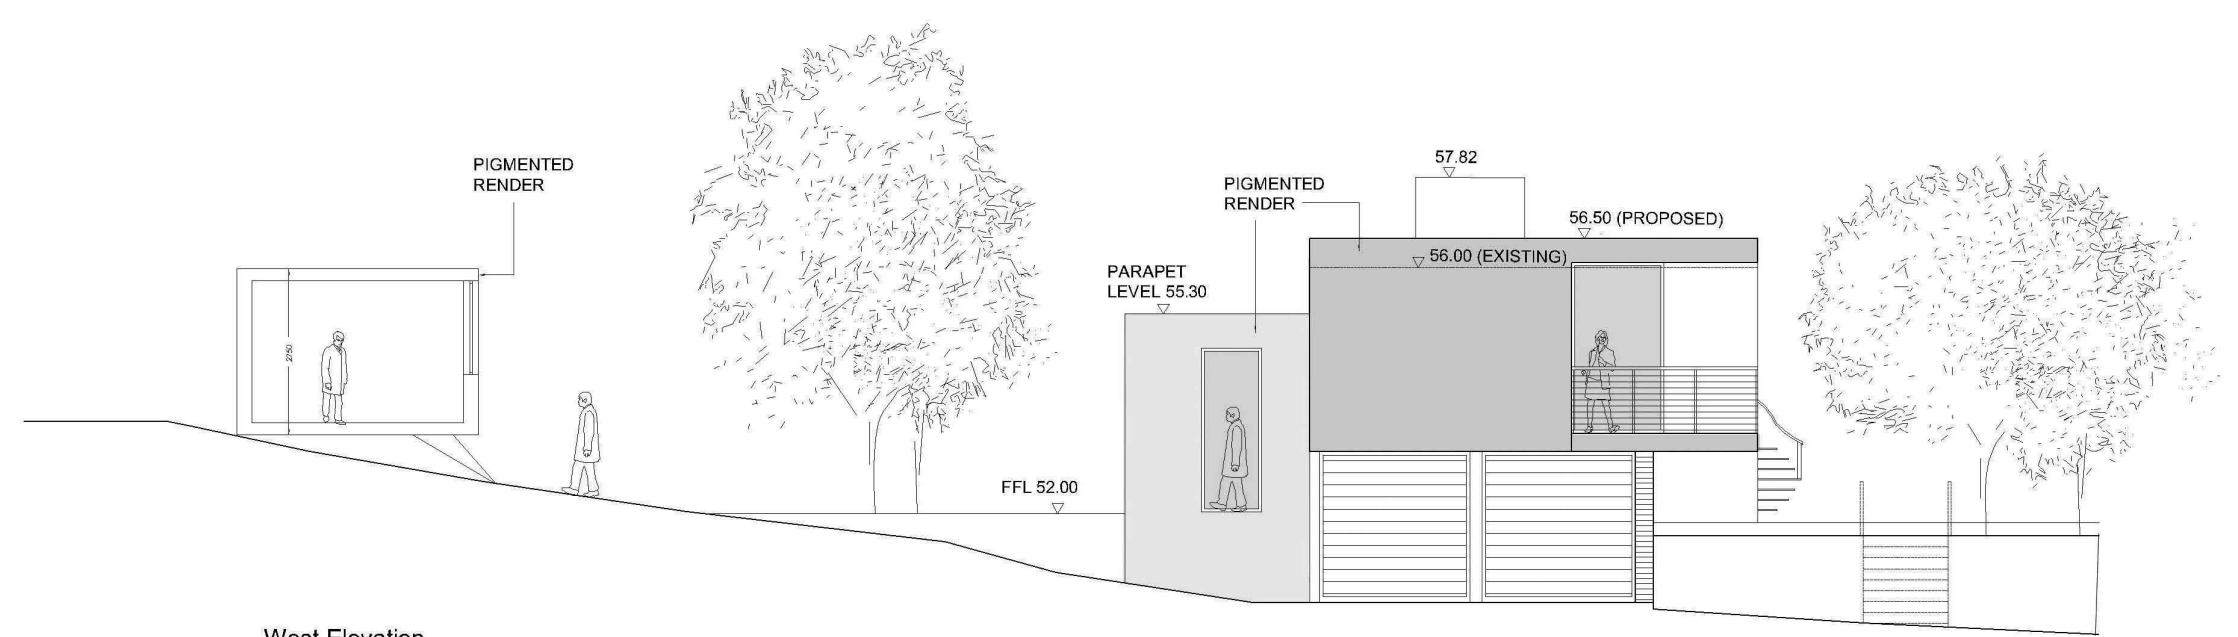 PIGMENTED
RENDER
2750
57.82
PIGMENTED
RENDER
56.50 (PROPOSED)
56.00 (EXISTING)
PARAPET
LEVEL 55.30
FFL 52.00
West Elevation